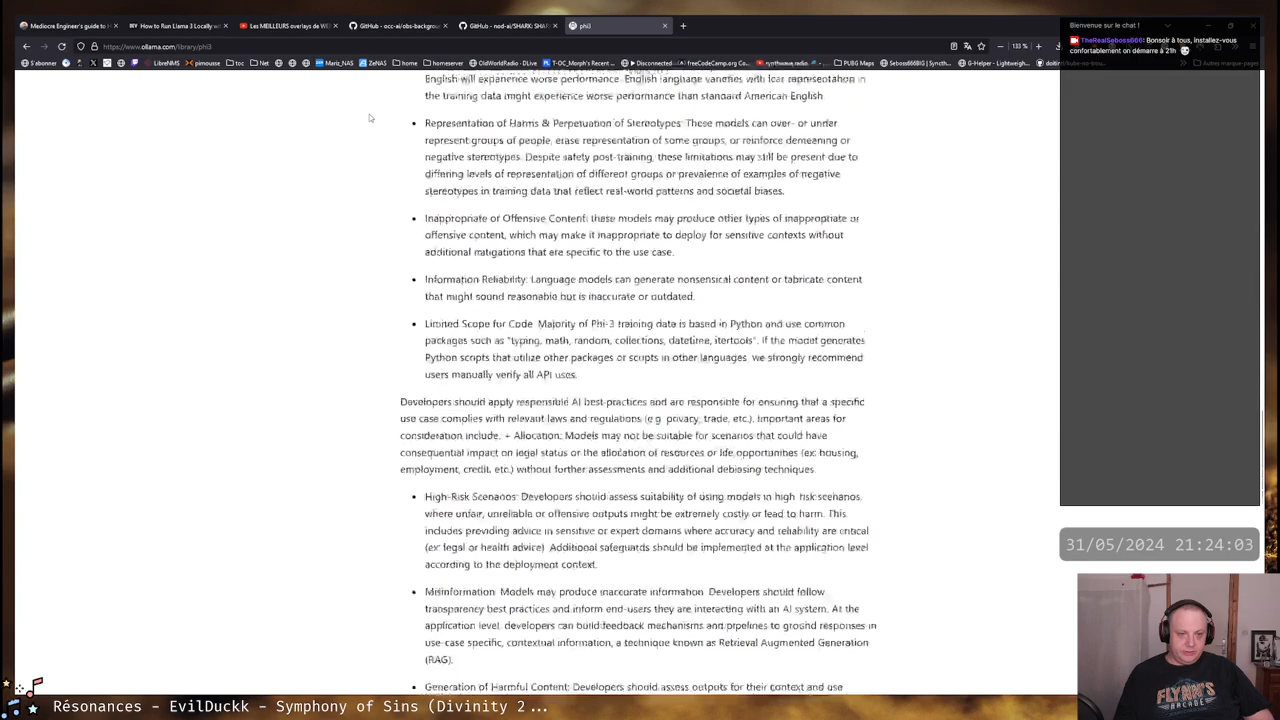 Mediocre Engineer's guide to H
How to Run Llama 3 Locally wi
Les MEILLEURS overlays de WE
GitHub - occ-ai/obs-backgrou
GitHub - nod-ai/SHARK: SHAR
phi3
https://www.ollama.com/library/phi3
133 %
S'abonner
LibreNMS
pimouss
toc
Net
Mariz_NAS
ZeNAS
home
homeserver
OldWorldRadio - DLive
T-OC_Morph's Recent ...
Disconnected
freeCodeCamp.org Co...
synthwave radio
PUBG Maps
Seboss666@GitHub
SyntheticBG
G-Helper - Lightweigh...
Autres marque-pages
Bienvenue sur le chat !
TheRealSeboss666: Bonsoir à tous, installez-vous
confortablement on démarre à 21h
English will experience worse performance. English language varieties with less representation in
the training data might experience worse performance than standard American English
Representation of Harms & Perpetuation of Stereotypes: These models can over- or under
represent groups of people, erase representation of some groups, or reinforce demeaning or
negative stereotypes. Despite safety post-training, these limitations may still be present due to
differing levels of representation of different groups or prevalence of examples of negative
stereotypes in training data that reflect real-world patterns and societal biases.
Inappropriate or Offensive Content: these models may produce other types of inappropriate or
offensive content, which may make it inappropriate to deploy for sensitive contexts without
additional mitigations that are specific to the use case.
Information Reliability: Language models can generate nonsensical content or fabricate content
that might sound reasonable but is inaccurate or outdated.
Limited Scope for Code: Majority of Phi-3 training data is based in Python and use common
packages such as "typing, math, random, collections, datetime, itertools". If the model generates
Python scripts that utilize other packages or scripts in other languages, we strongly recommend
users manually verify all API uses.
Developers should apply responsible AI best practices and are responsible for ensuring that a specific
use case complies with relevant laws and regulations (e.g. privacy, trade, etc.). Important areas for
consideration include: + Allocation: Models may not be suitable for scenarios that could have
consequential impact on legal status or the allocation of resources or life opportunities (ex: housing,
employment, credit, etc.) without further assessments and additional debiasing techniques.
High-Risk Scenarios: Developers should assess suitability of using models in high-risk scenarios
where unfair, unreliable or offensive outputs might be extremely costly or lead to harm. This
includes providing advice in sensitive or expert domains where accuracy and reliability are critical
(ex: legal or health advice). Additional safeguards should be implemented at the application level
according to the deployment context.
Misinformation: Models may produce inaccurate information. Developers should follow
transparency best practices and inform end-users they are interacting with an AI system. At the
application level, developers can build feedback mechanisms and pipelines to ground responses in
use-case specific, contextual information, a technique known as Retrieval Augmented Generation
(RAG).
Generation of Harmful Content: Developers should assess outputs for their context and use
31/05/2024 21:24:03
FLYNN'S
ARCADE
Résonances - EvilDuckk - Symphony of Sins (Divinity 2 ...